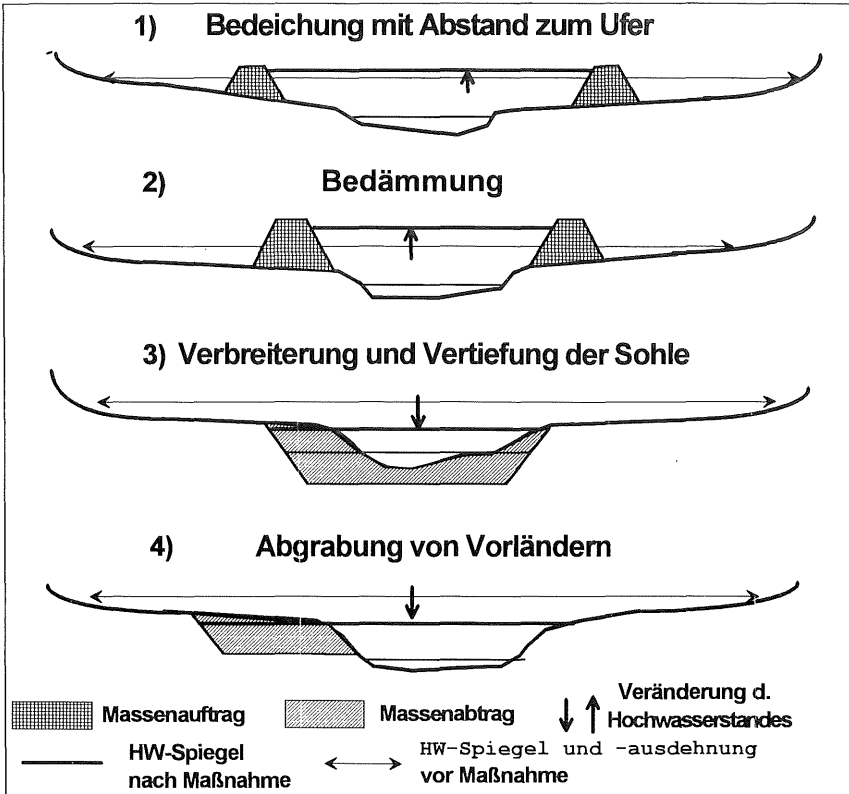 1) Bedeichung mit Abstand zum Ufer
2) Bedämmung
3) Verbreiterung und Vertiefung der Sohle
4) Abgrabung von Vorländern
Massenauftrag
Massenabtrag
Veränderung d.
Hochwasserstandes
HW-Spiegel
nach Maßnahme
HW-Spiegel und -ausdehnung
vor Maßnahme